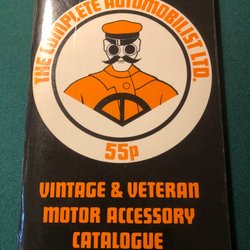 THE COMPLETE AUTOMOBILIST LTD.
55p
VINTAGE & VETERAN
MOTOR ACCESSORY
CATALOGUE